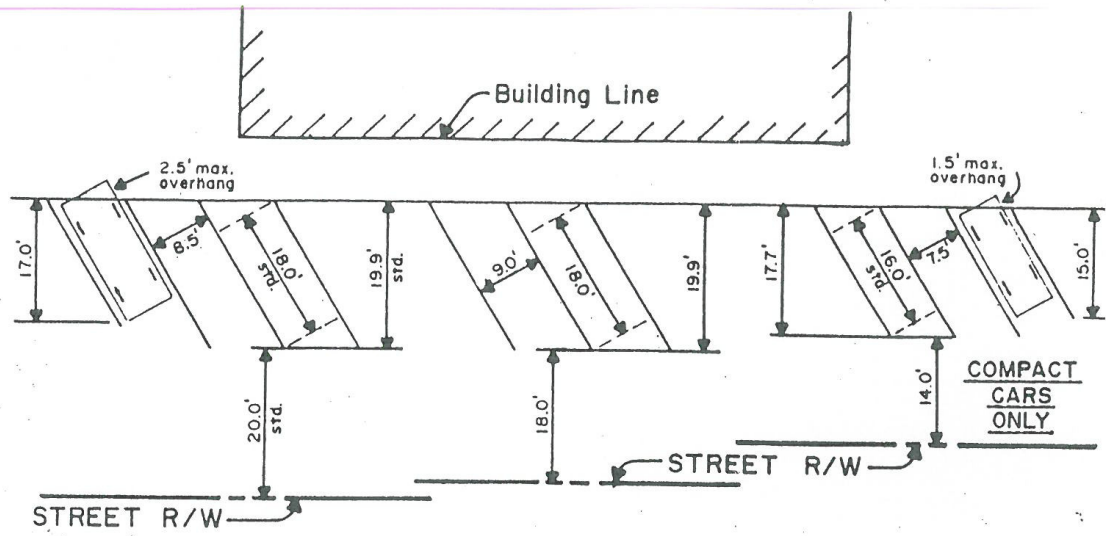 Building Line
2.5' max.
overhang
1.5' max.
overhang
17.0'
8.5'
18.0'
std.
19.9'
std.
9.0'
18.0'
19.9'
17.7'
16.0'
std.
7.5'
15.0'
20.0'
std.
18.0'
14.0'
COMPACT
CARS
ONLY
STREET R/W
STREET R/W